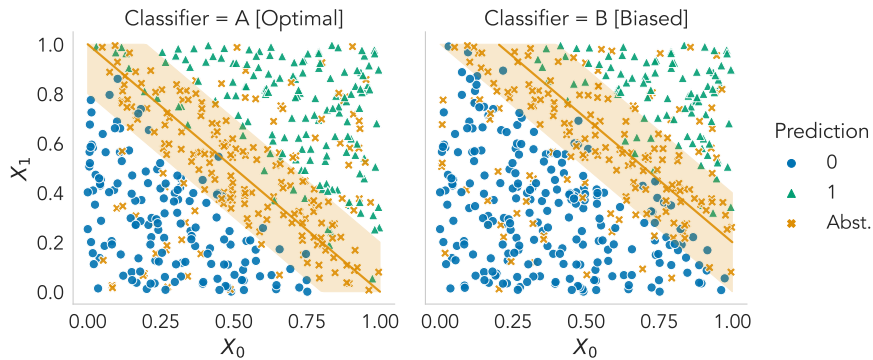 Classifier = A [Optimal]
Classifier = B [Biased]
1.0
0.8
0.6
0.4
0.2
0.0
X₁
0.00 0.25 0.50 0.75 1.00
X₀
0.00 0.25 0.50 0.75 1.00
X₀
Prediction
0
1
Abst.